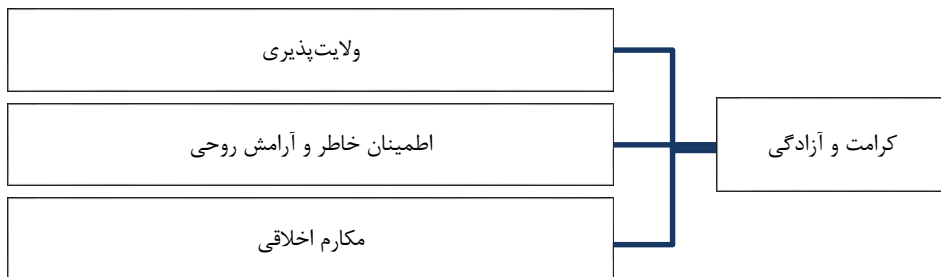 کرامت و آزادگی
ولایت‌پذیری
اطمینان خاطر و آرامش روحی
مکارم اخلاقی